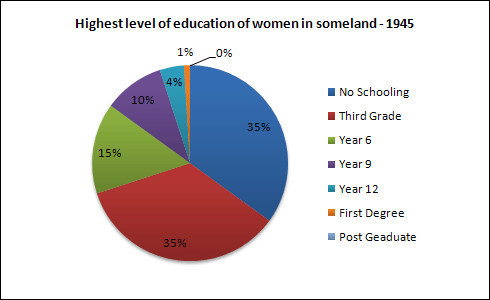 Highest level of education of women in someland - 1945
1%
0%
4%
10%
15%
35%
35%
No Schooling
Third Grade
Year 6
Year 9
Year 12
First Degree
Post Geaduate